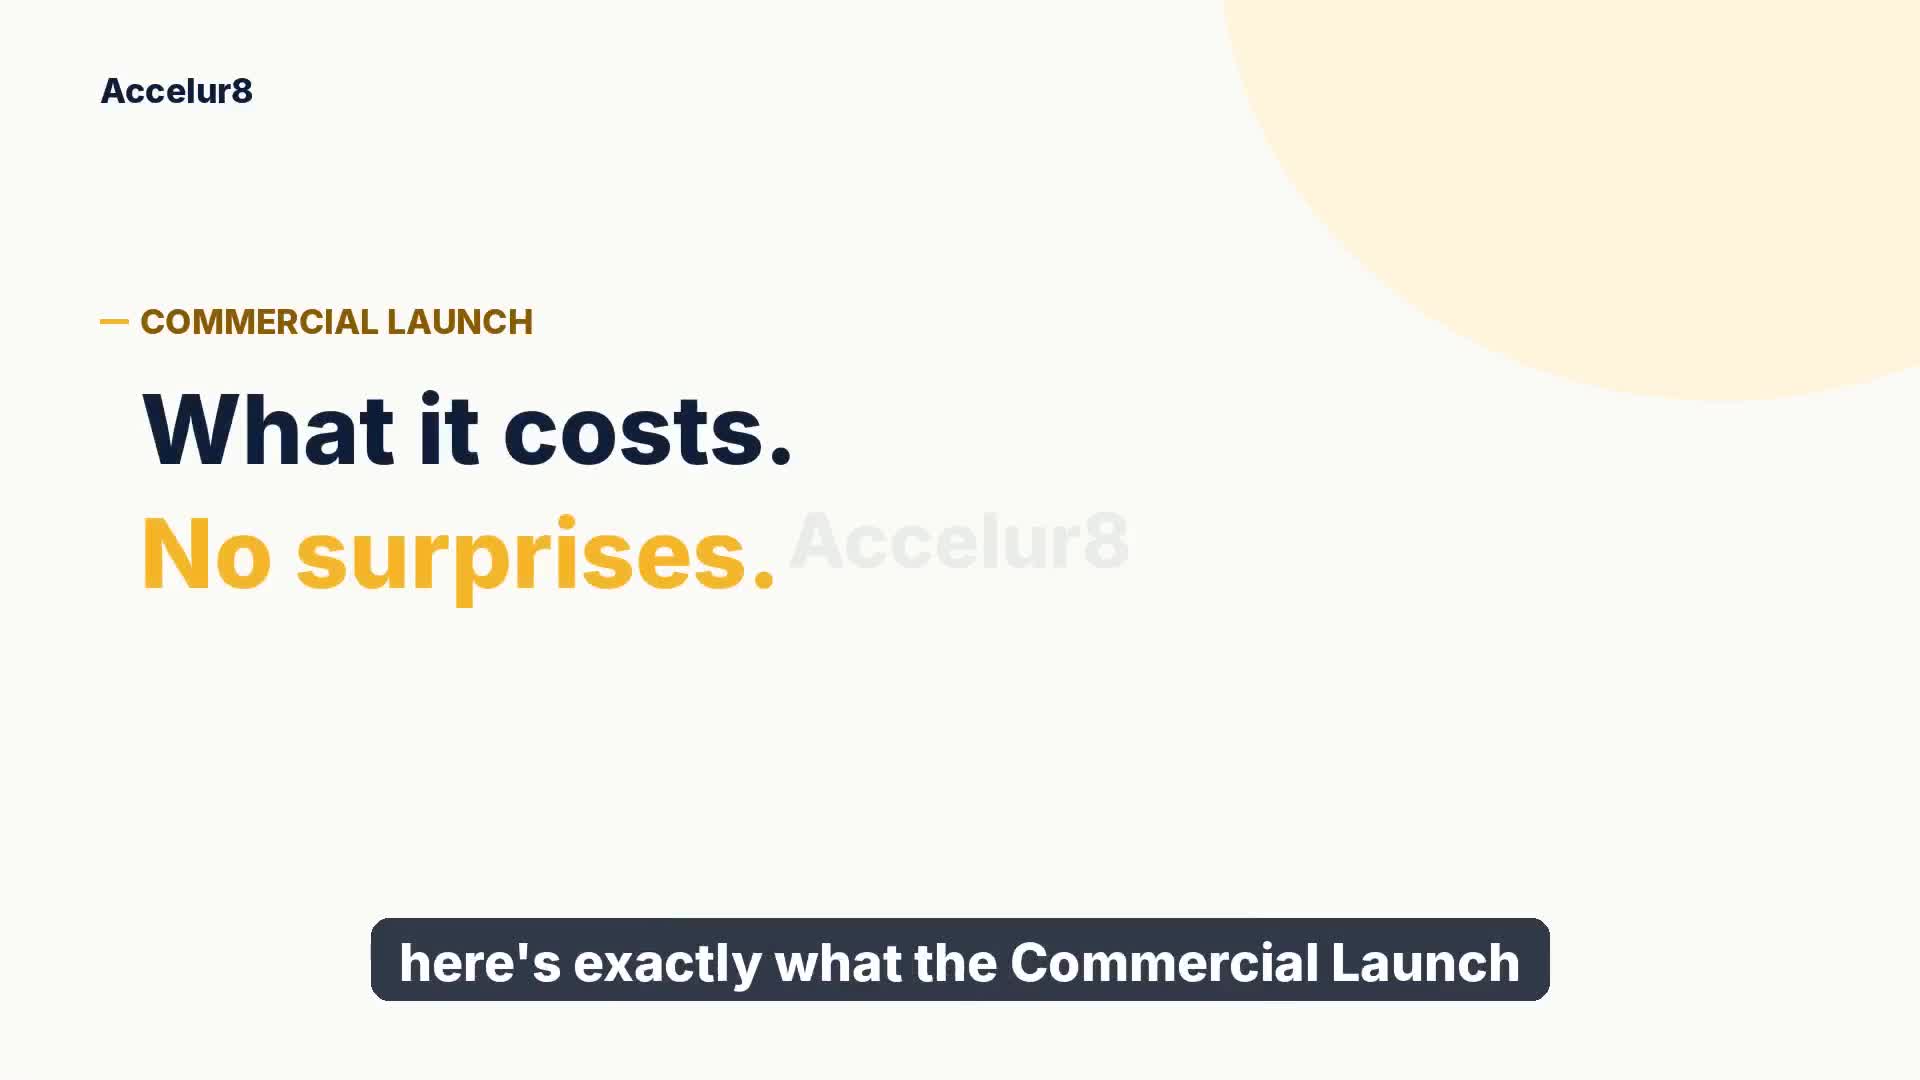 Accelur8
COMMERCIAL LAUNCH
What it costs.
No surprises.
Accelur8
here's exactly what the Commercial Launch